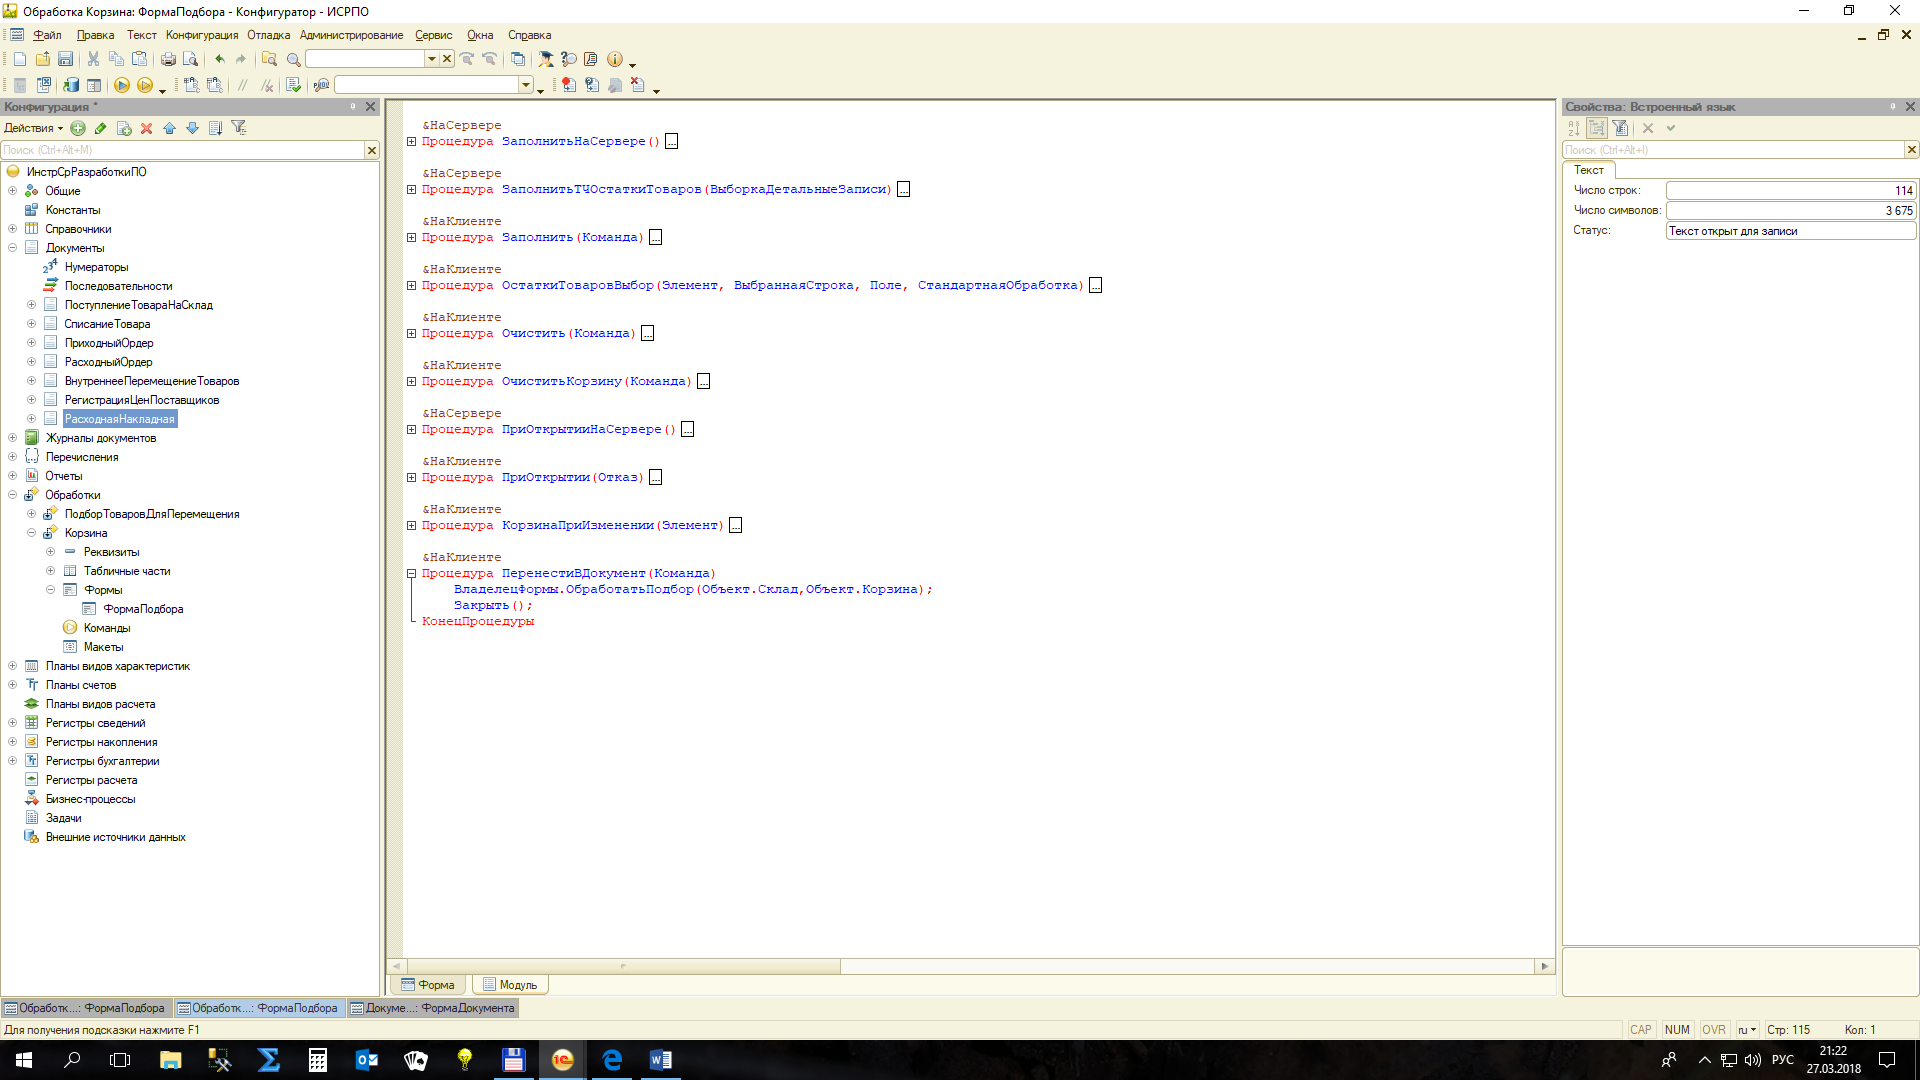 Обработка Корзина: ФормаПодбора - Конфигуратор - ИСРПО
Файл Правка Текст Конфигурация Отладка Администрирование Сервис Окна Справка
Конфигурация *
Действия
Поиск (Ctrl+Alt+M)
ИнстрСрРазработкиПО
Общие
Константы
Справочники
Документы
Нумераторы
Последовательности
ПоступлениеТовараНаСклад
СписаниеТовара
ПриходныйОрдер
РасходныйОрдер
ВнутреннееПеремещениеТоваров
РегистрацияЦенПоставщиков
РасходнаяНакладная
Журналы документов
Перечисления
Отчеты
Обработки
ПодборТоваровДляПеремещения
Корзина
Реквизиты
Табличные части
Формы
ФормаПодбора
Команды
Макеты
Планы видов характеристик
Планы счетов
Планы видов расчета
Регистры сведений
Регистры накопления
Регистры бухгалтерии
Регистры расчета
Бизнес-процессы
Задачи
Внешние источники данных
&НаСервере
Процедура ЗаполнитьНаСервере() ...
&НаСервере
Процедура ЗаполнитьТЧОстаткиТоваров(ВыборкаДетальныеЗаписи) ...
&НаКлиенте
Процедура Заполнить(Команда) ...
&НаКлиенте
Процедура ОстаткиТоваровВыбор(Элемент, ВыбраннаяСтрока, Поле, СтандартнаяОбработка) ...
&НаКлиенте
Процедура Очистить(Команда) ...
&НаКлиенте
Процедура ОчиститьКорзину(Команда) ...
&НаСервере
Процедура ПриОткрытииНаСервере() ...
&НаКлиенте
Процедура ПриОткрытии(Отказ) ...
&НаКлиенте
Процедура КорзинаПриИзменении(Элемент) ...
&НаКлиенте
Процедура ПеренестиВДокумент(Команда)
ВладелецФормы.ОбработатьПодбор(Объект.Склад,Объект.Корзина);
Закрыть();
КонецПроцедуры
Форма Модуль
Свойства: Встроенный язык
Поиск (Ctrl+Alt+I)
Текст
Число строк: 114
Число символов: 3 675
Статус: Текст открыт для записи
Обработк...: ФормаПодбора Обработк...: ФормаПодбора Докуме...: ФормаДокумента
Для получения подсказки нажмите F1
CAP NUM OVR ru Стр: 115 Кол: 1
РУС
21:22
27.03.2018